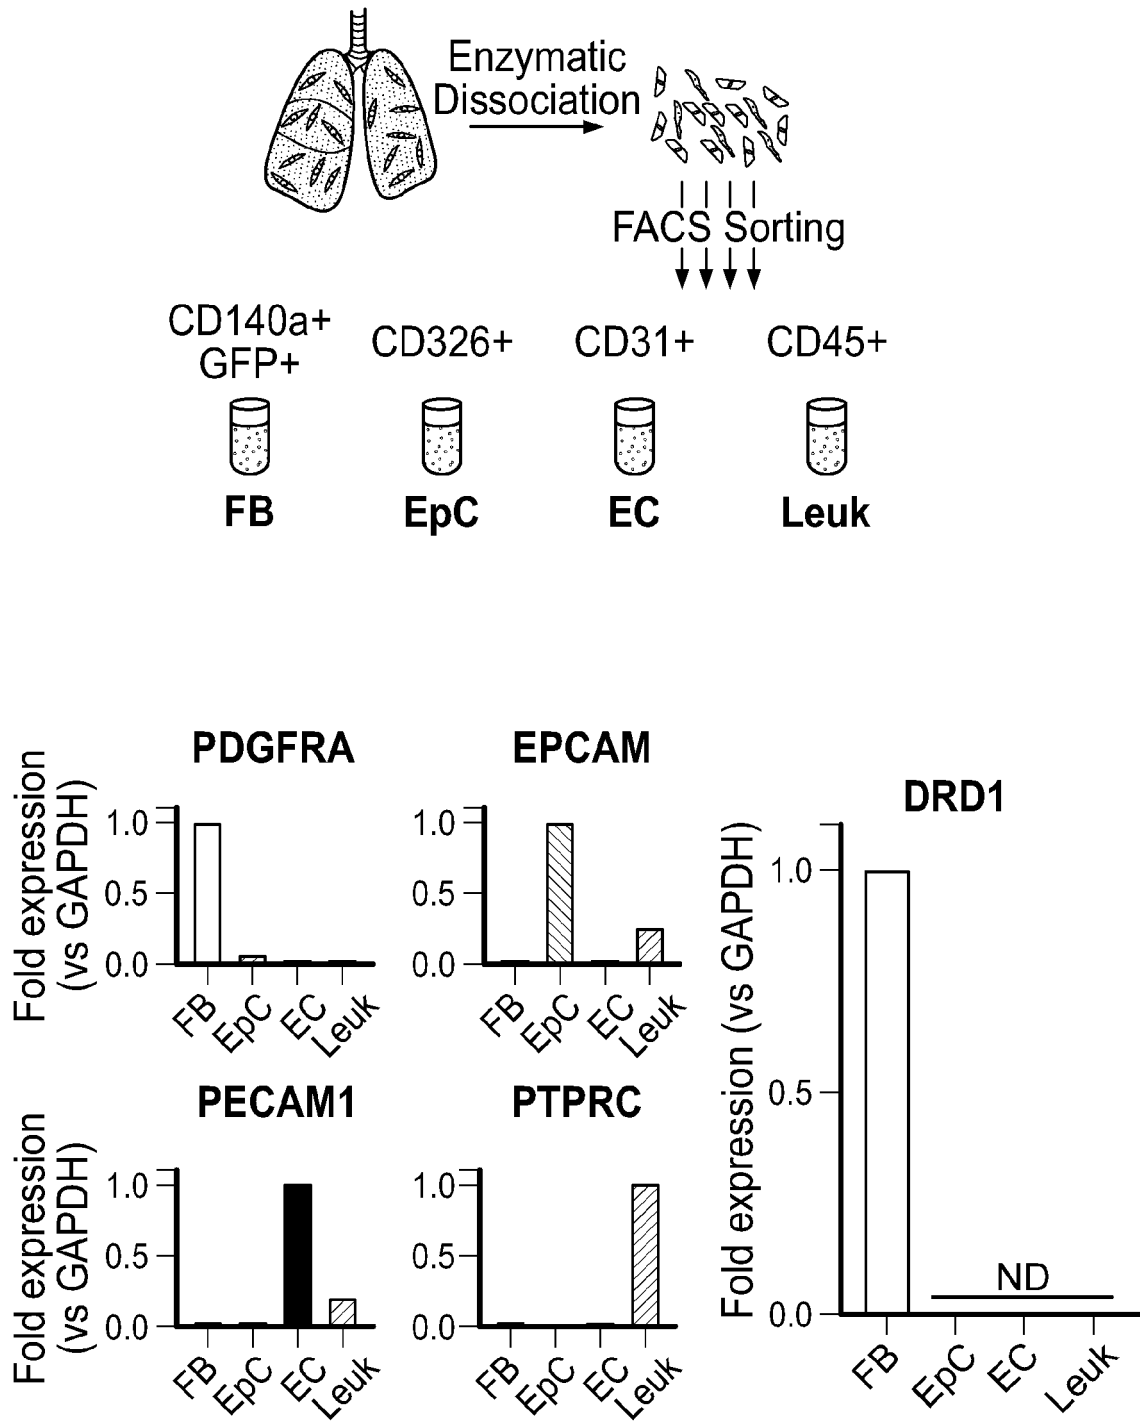 Enzymatic
Dissociation
FACS Sorting
CD140a+
GFP+
CD326+
CD31+
CD45+
FB
EpC
EC
Leuk
PDGFRA
Fold expression
(vs GAPDH)
1.0
0.5
0.0
FB
EpC
EC
Leuk
EPCAM
1.0
0.5
0.0
FB
EpC
EC
Leuk
PECAM1
Fold expression
(vs GAPDH)
1.0
0.5
0.0
FB
EpC
EC
Leuk
PTPRC
1.0
0.5
0.0
FB
EpC
EC
Leuk
DRD1
Fold expression (vs GAPDH)
1.0
0.5
0.0
ND
FB
EpC
EC
Leuk